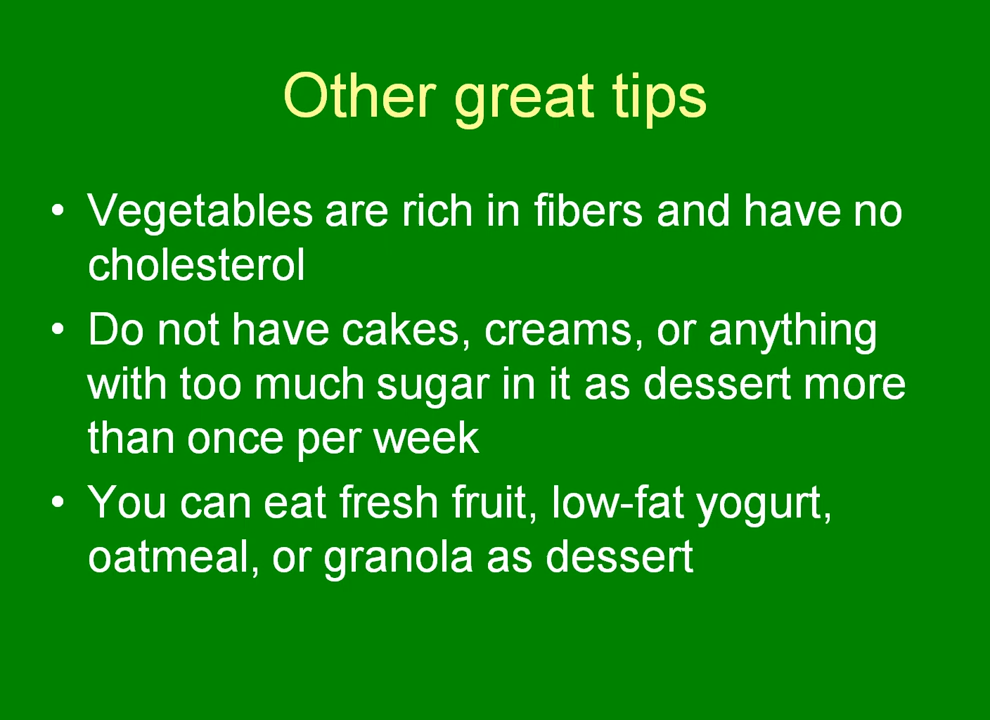 Other great tips
• Vegetables are rich in fibers and have no
cholesterol
• Do not have cakes, creams, or anything
with too much sugar in it as dessert more
than once per week
• You can eat fresh fruit, low-fat yogurt,
oatmeal, or granola as dessert